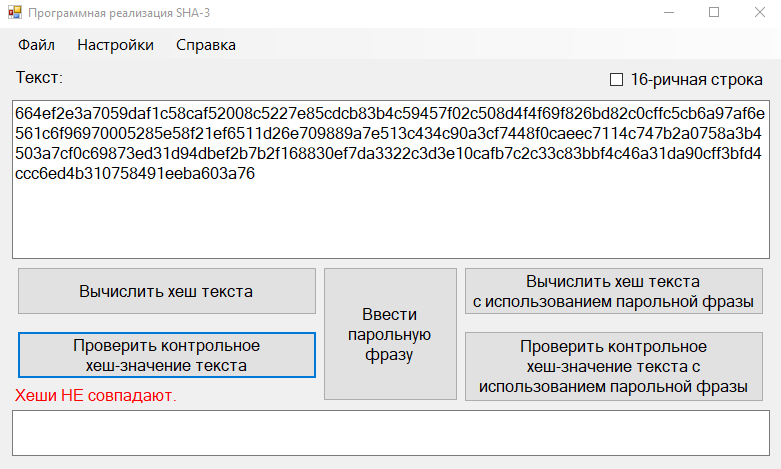 Программная реализация SHA-3
Файл Настройки Справка
Текст:
16-ричная строка
664ef2e3a7059daf1c58caf52008c5227e85cdcb83b4c59457f02c508d4f4f69f826bd82c0cffc5cb6a97af6e
561c6f96970005285e58f21ef6511d26e709889a7e513c434c90a3cf7448f0caeec7114c747b2a0758a3b4
503a7cf0c69873ed31d94dbef2b7b2f168830ef7da3322c3d3e10cafb7c2c33c83bbf4c46a31da90cff3bfd4
ccc6ed4b310758491eeba603a76
Вычислить хеш текста
Ввести
парольную
фразу
Вычислить хеш текста
с использованием парольной фразы
Проверить контрольное
хеш-значение текста
Проверить контрольное
хеш-значение текста с
использованием парольной фразы
Хеши НЕ совпадают.